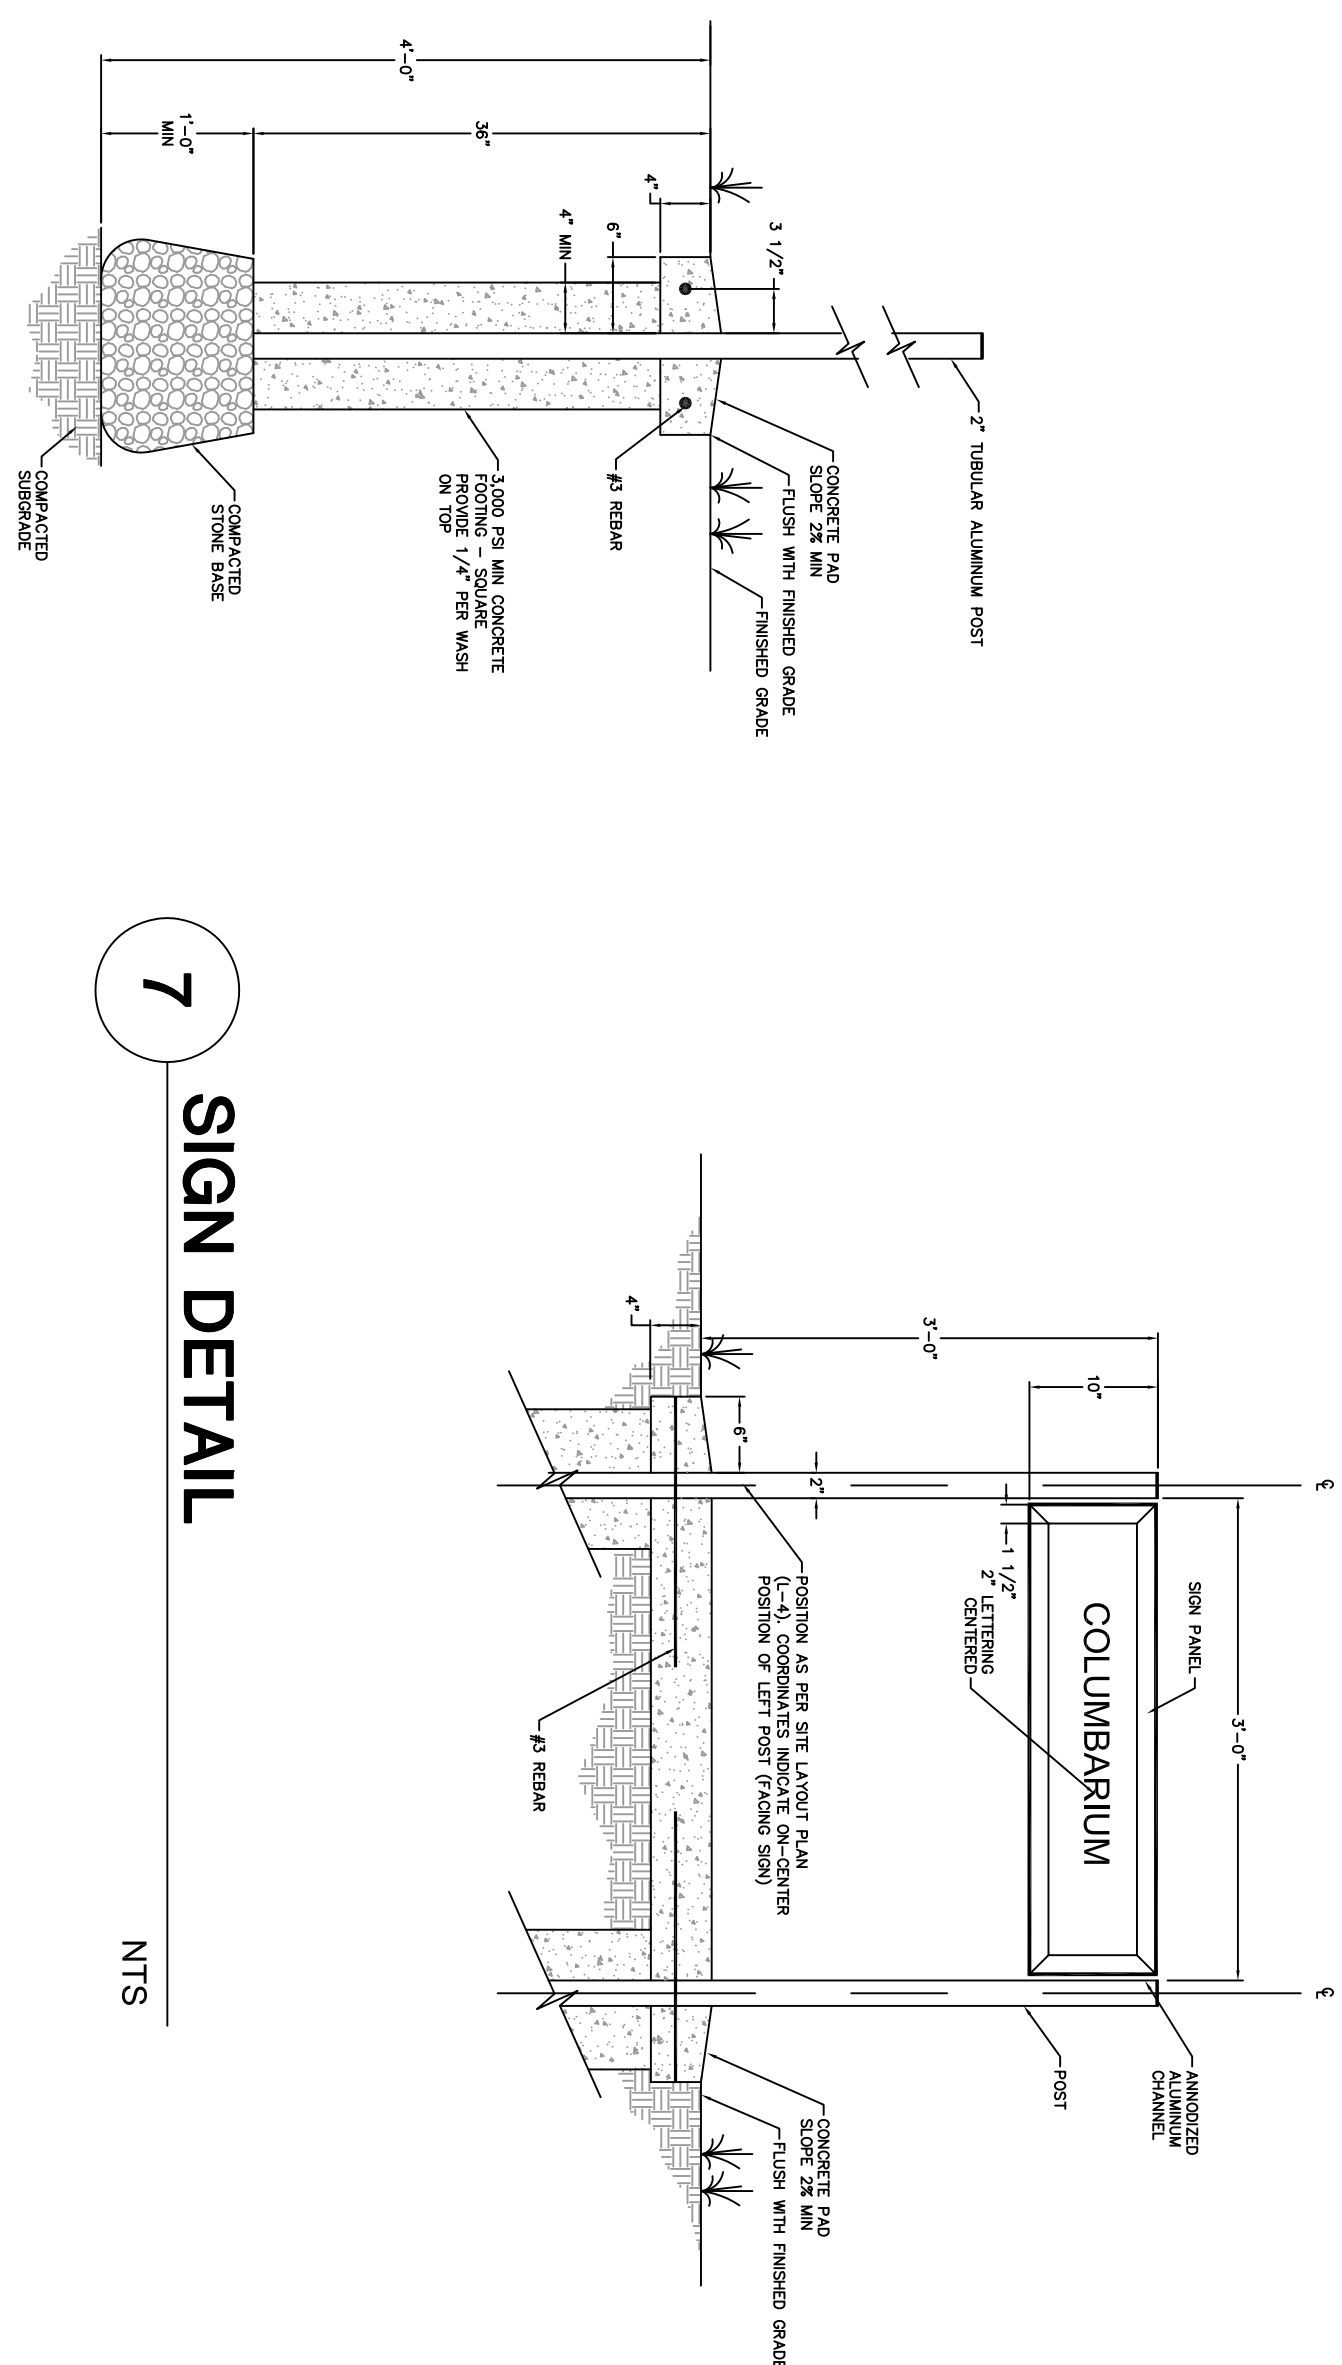 4'-0"
1'-0"
MIN
36"
4"
6"
4" MIN
3 1/2"
2" TUBULAR ALUMINUM POST
CONCRETE PAD
SLOPE 2% MIN
FLUSH WITH FINISHED GRADE
FINISHED GRADE
#3 REBAR
3,000 PSI MIN CONCRETE
FOOTING – SQUARE
PROVIDE 1/4" PER WASH
ON TOP
COMPACTED
STONE BASE
COMPACTED
SUBGRADE
℄
℄
3'-0"
10"
3'-0"
SIGN PANEL
COLUMBARIUM
1 1/2"
2" LETTERING
CENTERED
ANNODIZED
ALUMINUM
CHANNEL
POST
2"
6"
4"
POSITION AS PER SITE LAYOUT PLAN
(L-4). COORDINATES INDICATE ON-CENTER
POSITION OF LEFT POST (FACING SIGN)
CONCRETE PAD
SLOPE 2% MIN
FLUSH WITH FINISHED GRADE
#3 REBAR
7
SIGN DETAIL
NTS